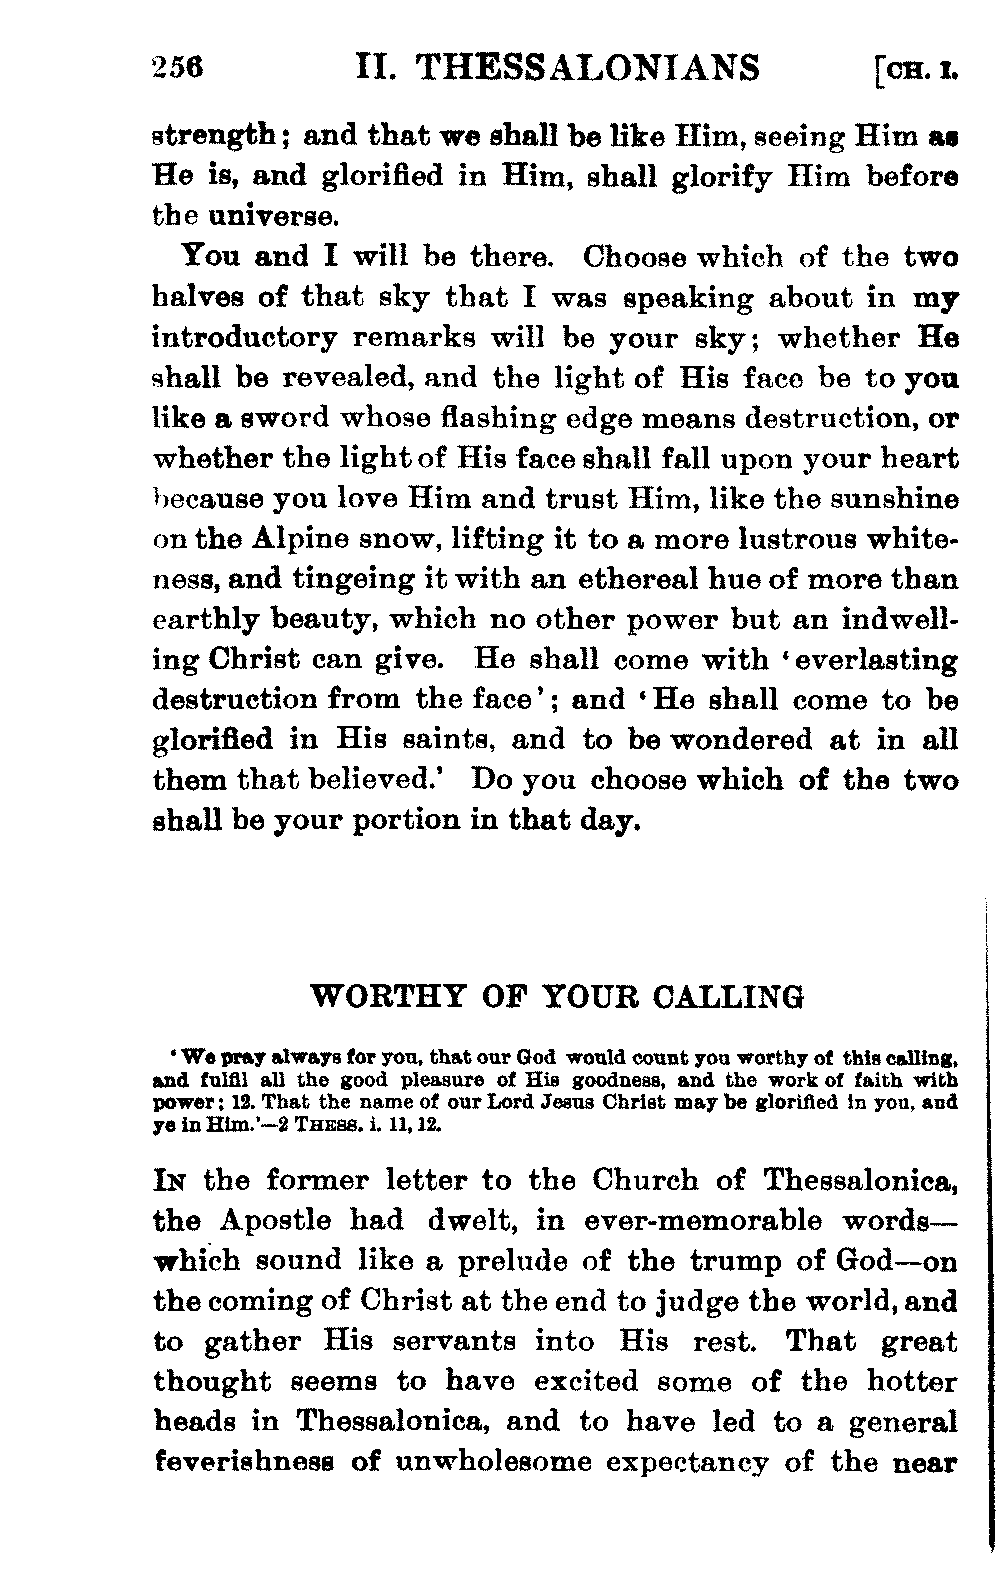 256 II. THESSALONIANS [CH. I.
strength; and that we shall be like Him, seeing Him as
He is, and glorified in Him, shall glorify Him before
the universe.
You and I will be there. Choose which of the two
halves of that sky that I was speaking about in my
introductory remarks will be your sky; whether He
shall be revealed, and the light of His face be to you
like a sword whose flashing edge means destruction, or
whether the light of His face shall fall upon your heart
because you love Him and trust Him, like the sunshine
on the Alpine snow, lifting it to a more lustrous white-
ness, and tingeing it with an ethereal hue of more than
earthly beauty, which no other power but an indwell-
ing Christ can give. He shall come with ‘everlasting
destruction from the face’; and ‘He shall come to be
glorified in His saints, and to be wondered at in all
them that believed.’ Do you choose which of the two
shall be your portion in that day.
WORTHY OF YOUR CALLING
‘We pray always for you, that our God would count you worthy of this calling,
and fulfil all the good pleasure of His goodness, and the work of faith with
power; 12. That the name of our Lord Jesus Christ may be glorified in you, and
ye in Him.’—2 THESS. i. 11, 12.
IN the former letter to the Church of Thessalonica,
the Apostle had dwelt, in ever-memorable words—
which sound like a prelude of the trump of God—on
the coming of Christ at the end to judge the world, and
to gather His servants into His rest. That great
thought seems to have excited some of the hotter
heads in Thessalonica, and to have led to a general
feverishness of unwholesome expectancy of the near